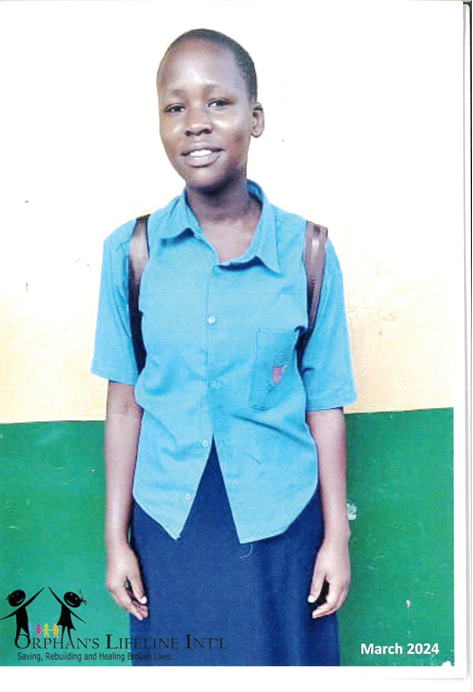 ORPHAN'S LIFELINE INT'L
Saving, Rebuilding and Healing Broken Lives
March 2024